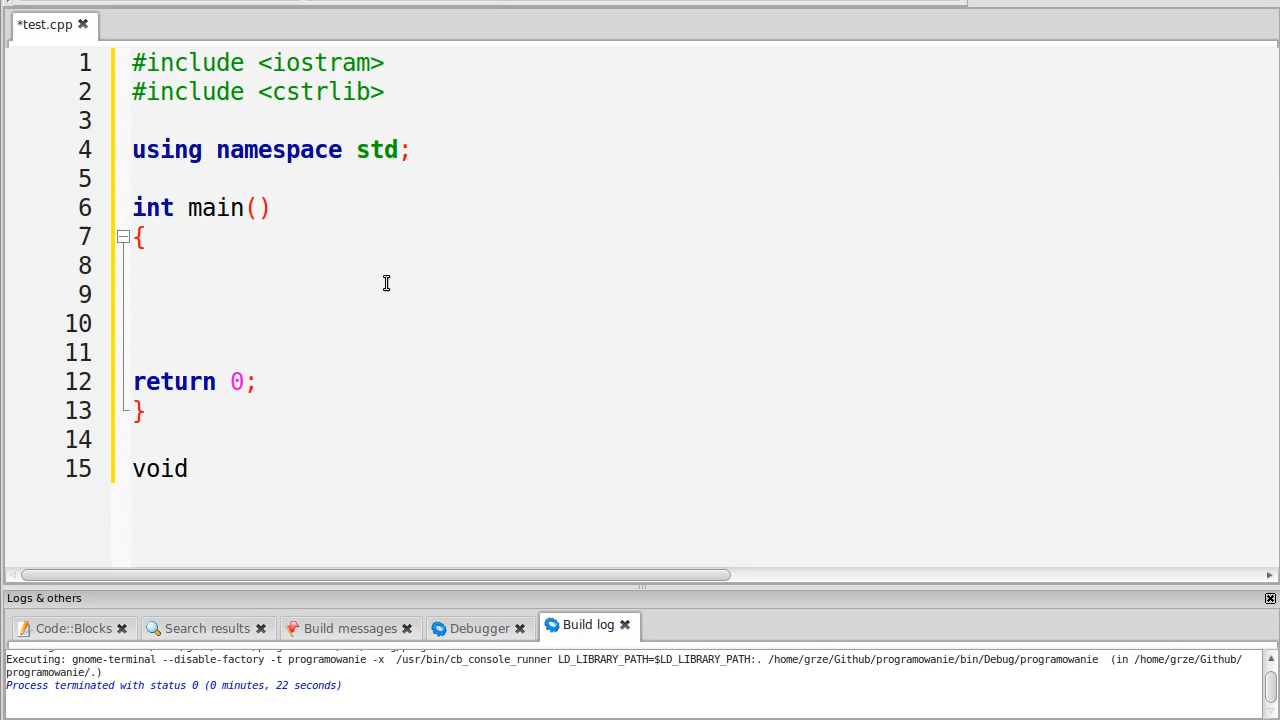 *test.cpp
1 #include <iostram>
2 #include <cstrlib>
3
4 using namespace std;
5
6 int main()
7 {
8
9
10
11
12 return 0;
13 }
14
15 void
Logs & others
Code::Blocks Search results Build messages Debugger Build log
Executing: gnome-terminal --disable-factory -t programowanie -x /usr/bin/cb_console_runner LD_LIBRARY_PATH=$LD_LIBRARY_PATH:. /home/grze/Github/programowanie/bin/Debug/programowanie (in /home/grze/Github/
programowanie/.)
Process terminated with status 0 (0 minutes, 22 seconds)